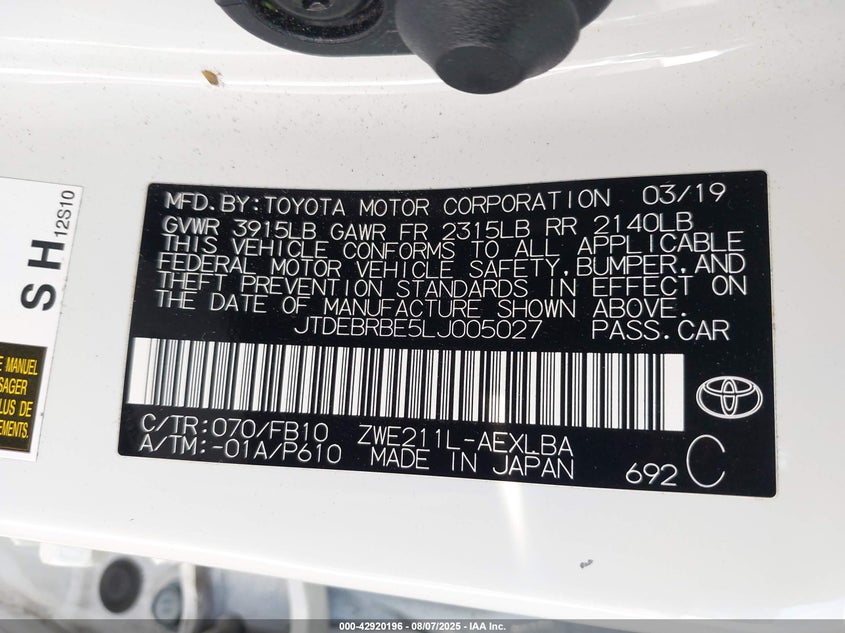 MFD.BY:TOYOTA MOTOR CORPORATION 03/19
GVWR 3915LB GAWR FR 2315LB RR 2140LB
THIS VEHICLE CONFORMS TO ALL APPLICABLE
FEDERAL MOTOR VEHICLE SAFETY,BUMPER,AND
THEFT PREVENTION STANDARDS IN EFFECT ON
THE DATE OF MANUFACTURE SHOWN ABOVE.
JTDEBRBE5LJ005027 PASS.CAR
C/TR:070/FB10 ZWE211L-AEXLBA
A/TM:-01A/P610 MADE IN JAPAN
692 C
SH
12S10
E MANUEL
SAGER
LUS DE
EMENTS.
000-42920196 - 08/07/2025 - IAA Inc.